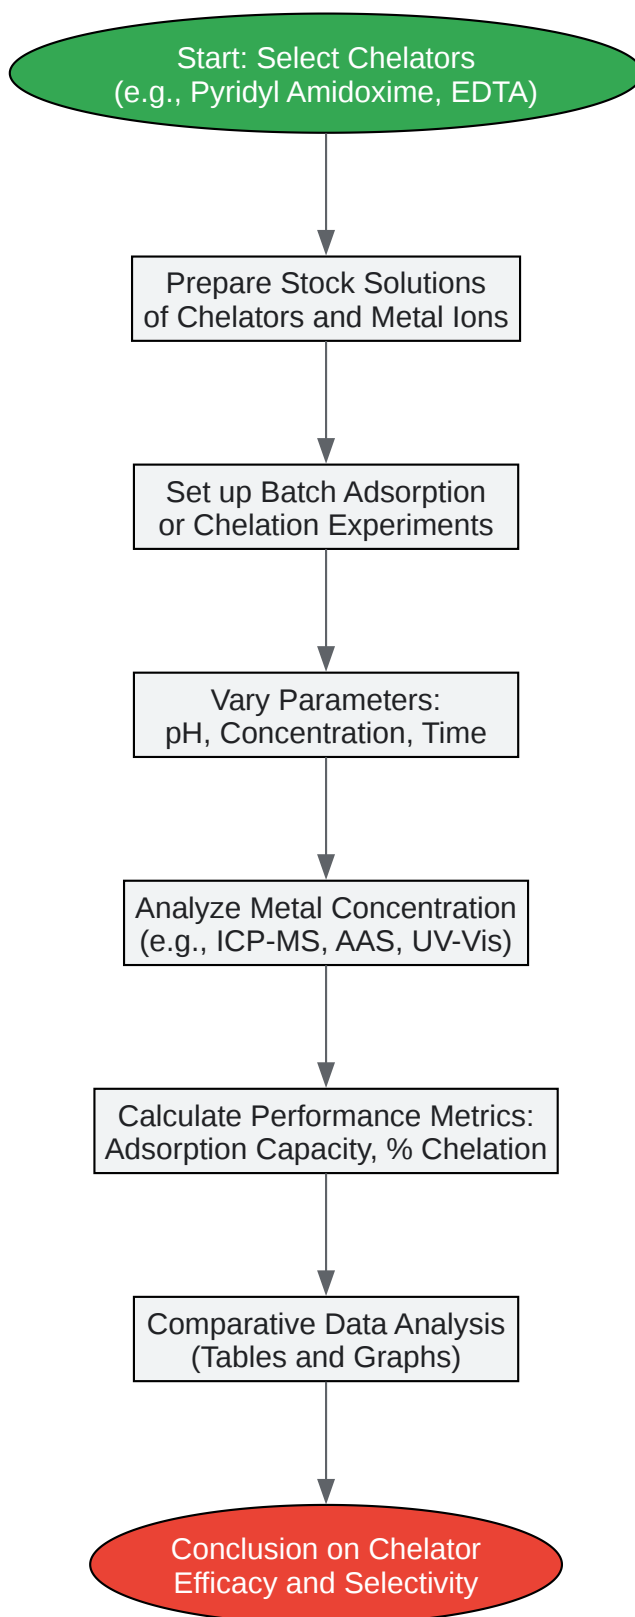 Start: Select Chelators
(e.g., Pyridyl Amidoxime, EDTA)
Prepare Stock Solutions
of Chelators and Metal Ions
Set up Batch Adsorption
or Chelation Experiments
Vary Parameters:
pH, Concentration, Time
Analyze Metal Concentration
(e.g., ICP-MS, AAS, UV-Vis)
Calculate Performance Metrics:
Adsorption Capacity, % Chelation
Comparative Data Analysis
(Tables and Graphs)
Conclusion on Chelator
Efficacy and Selectivity